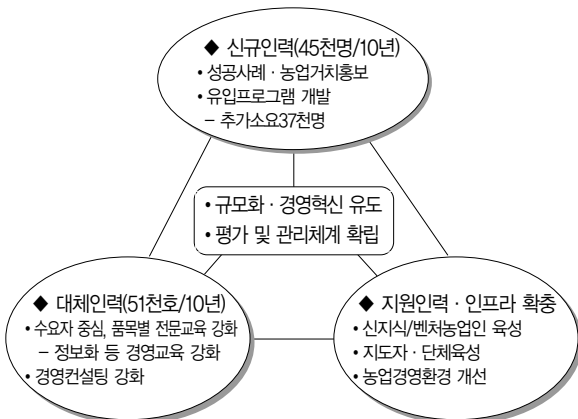 ◆ 신규인력(45천명/10년)
• 성공사례 · 농업거치홍보
• 유입프로그램 개발
– 추가소요37천명
• 규모화 · 경영혁신 유도
• 평가 및 관리체계 확립
◆ 대체인력(51천호/10년)
• 수요자 중심, 품목별 전문교육 강화
– 정보화 등 경영교육 강화
• 경영컨설팅 강화
◆ 지원인력 · 인프라 확충
• 신지식/벤처농업인 육성
• 지도자 · 단체육성
• 농업경영환경 개선